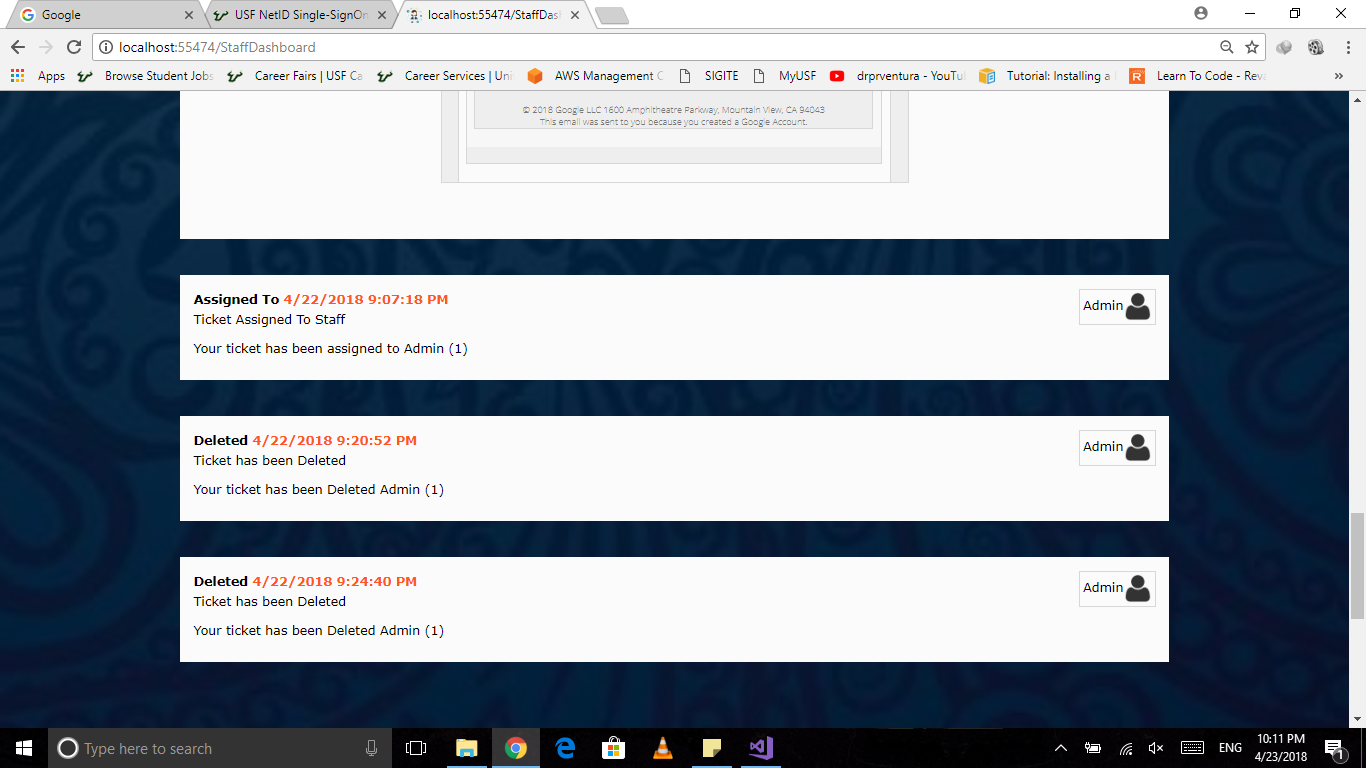 Google
USF NetID Single-SignOn
localhost:55474/StaffDash
localhost:55474/StaffDashboard
Apps
Browse Student Jobs
Career Fairs | USF Ca
Career Services | Uni
AWS Management C
SIGITE
MyUSF
drprventura - YouTu
Tutorial: Installing a
Learn To Code - Reva
»
© 2018 Google LLC 1600 Amphitheatre Parkway, Mountain View, CA 94043
This email was sent to you because you created a Google Account.
Assigned To 4/22/2018 9:07:18 PM
Admin
Ticket Assigned To Staff
Your ticket has been assigned to Admin (1)
Deleted 4/22/2018 9:20:52 PM
Admin
Ticket has been Deleted
Your ticket has been Deleted Admin (1)
Deleted 4/22/2018 9:24:40 PM
Admin
Ticket has been Deleted
Your ticket has been Deleted Admin (1)
Type here to search
ENG
10:11 PM
4/23/2018
1